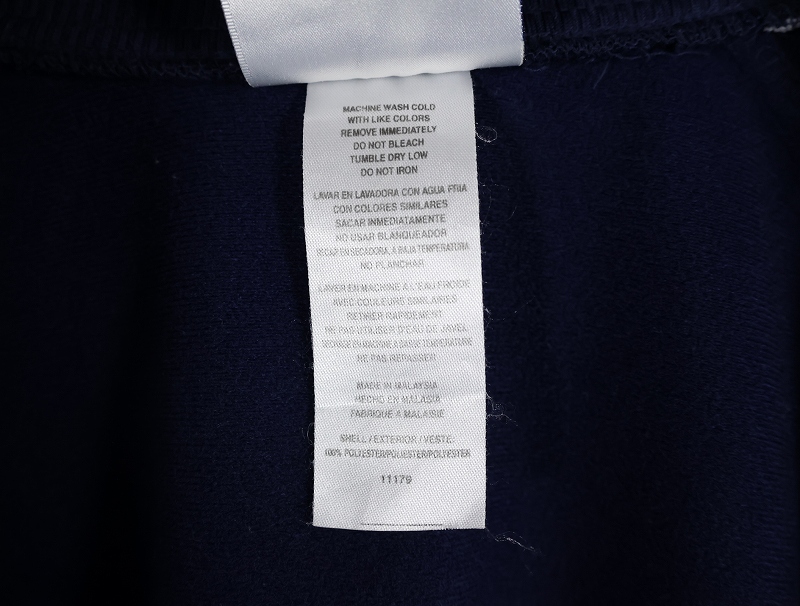 MACHINE WASH COLD
WITH LIKE COLORS
REMOVE IMMEDIATELY
DO NOT BLEACH
TUMBLE DRY LOW
DO NOT IRON
LAVAR EN LAVADORA CON AGUA FRIA
CON COLORES SIMILARES
SACAR INMEDIATAMENTE
NO USAR BLANQUEADOR
SECAR EN SECADORA, A BAJA TEMPERATURA
NO PLANCHAR
LAVER EN MACHINE A L'EAU FROIDE
AVEC COULEURS SIMILAIRES
RETIRER RAPIDEMENT
NE PAS UTILISER D'EAU DE JAVEL
SECHAGE EN MACHINE A BASSE TEMPERATURE
NE PAS REPASSER
MADE IN MALAYSIA
HECHO EN MALASIA
FABRIQUE A MALAISIE
SHELL / EXTERIOR / VESTE:
100% POLYESTER/POLIESTER/POLYESTER
11179